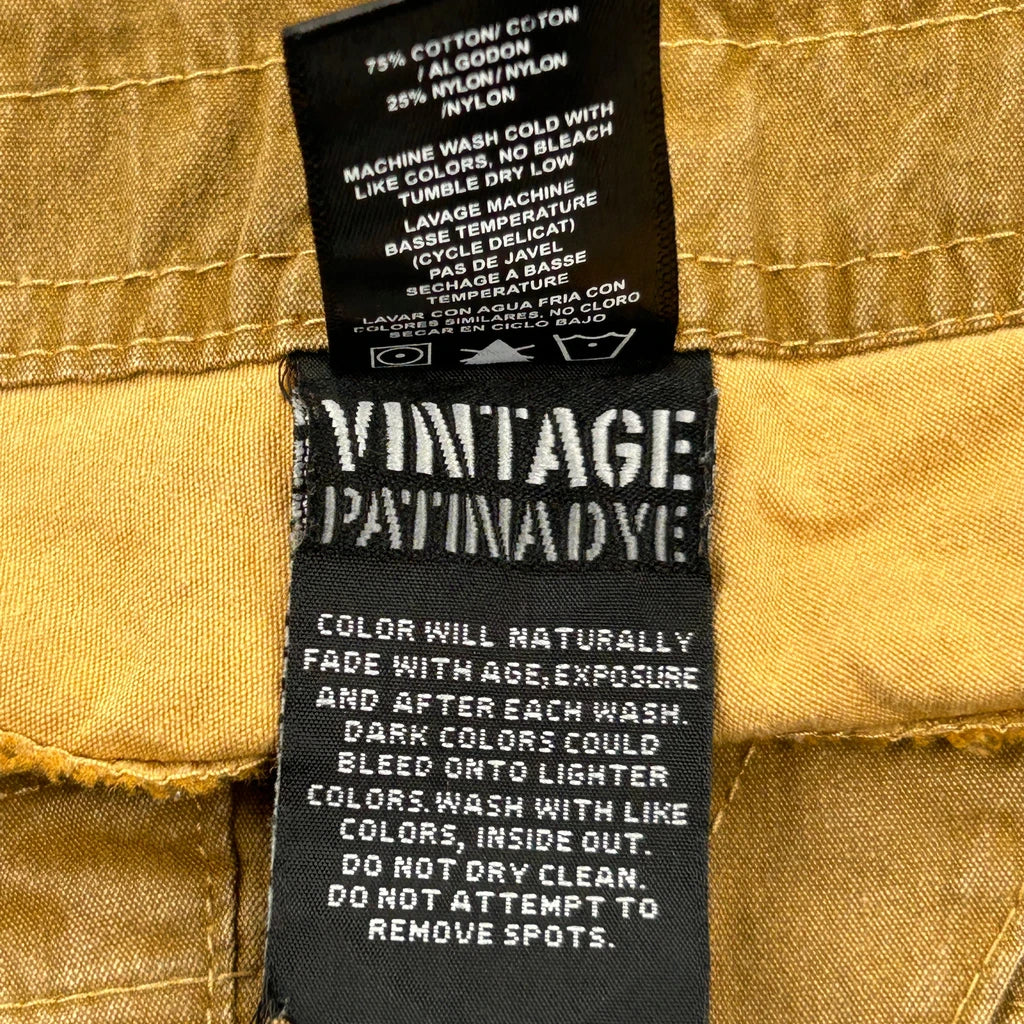 75% COTTON/ COTON
/ ALGODON
25% NYLON/NYLON
/NYLON
MACHINE WASH COLD WITH
LIKE COLORS, NO BLEACH
TUMBLE DRY LOW
LAVAGE MACHINE
BASSE TEMPERATURE
(CYCLE DELICAT)
PAS DE JAVEL
SECHAGE A BASSE
TEMPERATURE
LAVAR CON AGUA FRIA CON
COLORES SIMILARES. NO CLORO
SECAR EN CICLO BAJO
VINTAGE
PATINADYE
COLOR WILL NATURALLY
FADE WITH AGE, EXPOSURE
AND AFTER EACH WASH.
DARK COLORS COULD
BLEED ONTO LIGHTER
COLORS. WASH WITH LIKE
COLORS, INSIDE OUT.
DO NOT DRY CLEAN.
DO NOT ATTEMPT TO
REMOVE SPOTS.